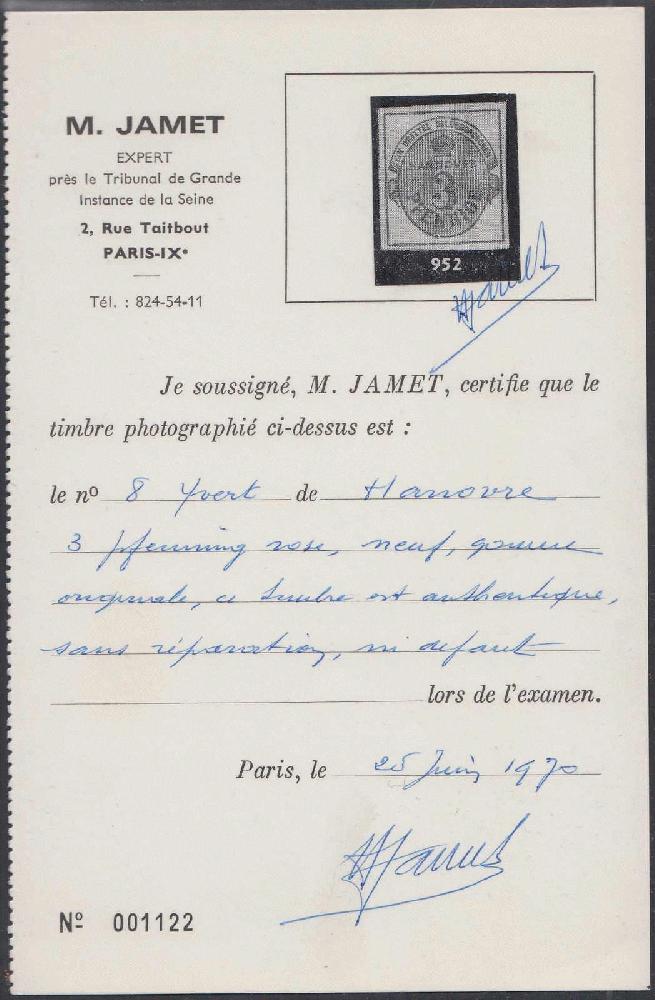 M. JAMET
EXPERT
près le Tribunal de Grande
Instance de la Seine
2, Rue Taitbout
PARIS-IXe
Tél. : 824-54-11
3
952
Je soussigné, M. JAMET, certifie que le
timbre photographié ci-dessus est :
le nº 8 Yvert de Hanovre
3 pfenning rose, neuf, gomme
originale, ce timbre est authentique,
sans réparation, ni defaut
lors de l'examen.
Paris, le 25 Juin 1970
Nº 001122